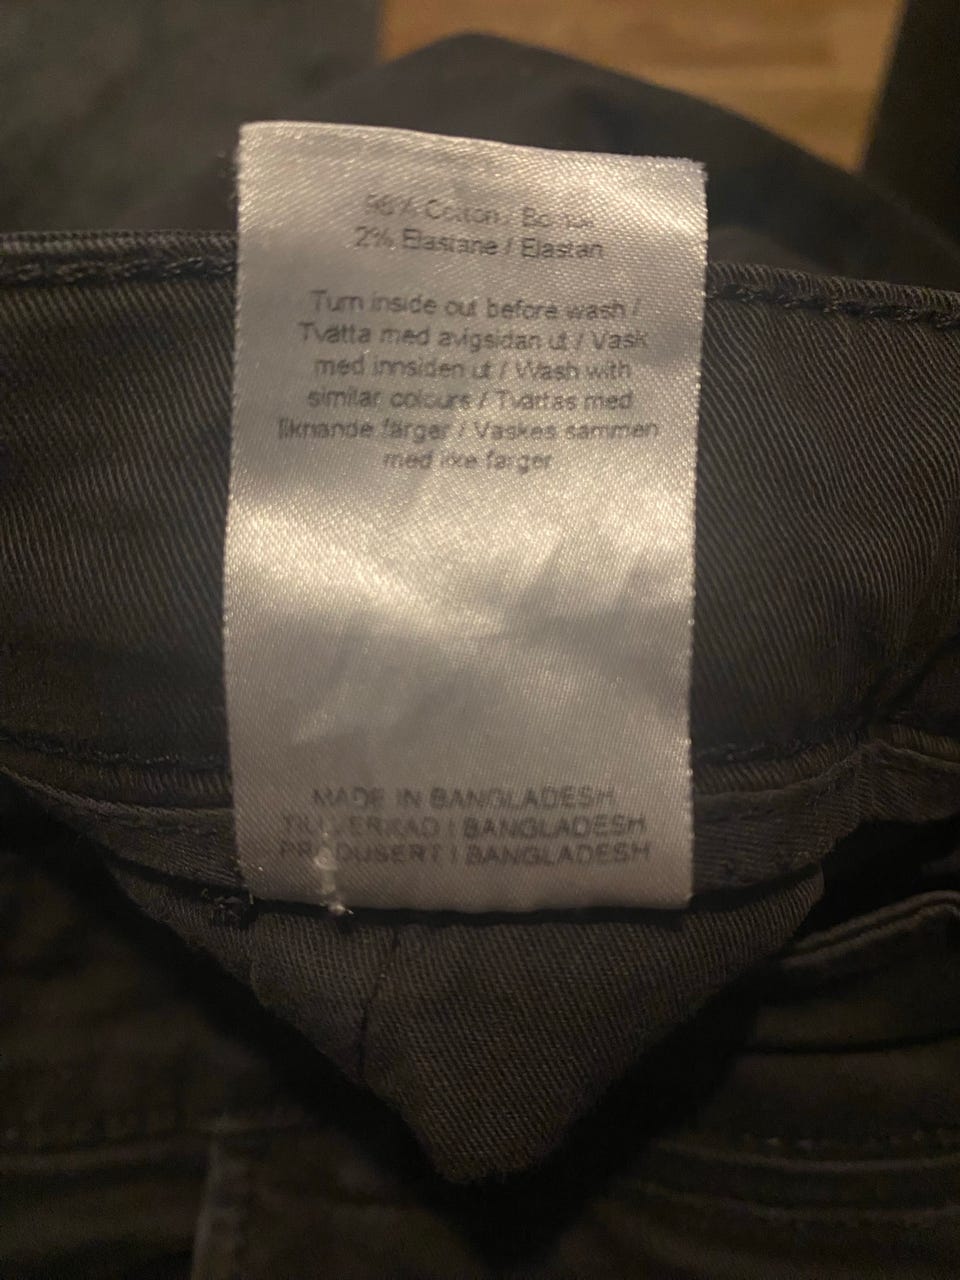 98% Cotton / Bomull
2% Elastane / Elastan
Turn inside out before wash /
Tvätta med avigsidan ut / Vask
med innsiden ut / Wash with
similar colours / Tvättas med
liknande färger / Vaskes sammen
med like farger
MADE IN BANGLADESH
TILLVERKAD I BANGLADESH
PRODUSERT I BANGLADESH